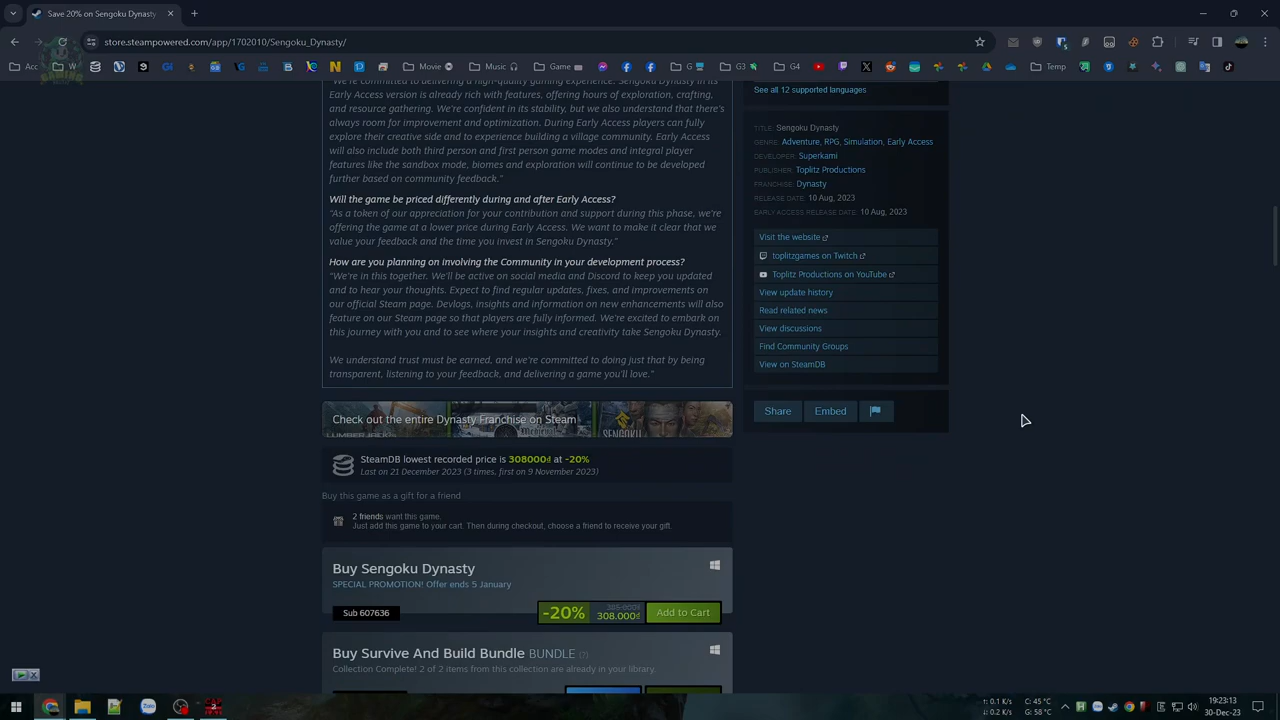 Save 20% on Sengoku Dynasty
store.steampowered.com/app/1702010/Sengoku_Dynasty/
Movie
Music
Game
G3
G4
Temp
GAMING
"We're committed to delivering a high-quality gaming experience. Sengoku Dynasty in its
Early Access version is already rich with features, offering hours of exploration, crafting,
and resource gathering. We're confident in its stability, but we also understand that there's
always room for improvement and optimization. During Early Access players can fully
explore their creative side and to experience building a village community. Early Access
will also include both third person and first person game modes and integral player
features like the sandbox mode, biomes and exploration will continue to be developed
further based on community feedback."
Will the game be priced differently during and after Early Access?
"As a token of our appreciation for your contribution and support during this phase, we're
offering the game at a lower price during Early Access. We want to make it clear that we
value your feedback and the time you invest in Sengoku Dynasty."
How are you planning on involving the Community in your development process?
"We're in this together. We'll be active on social media and Discord to keep you updated
and to hear your thoughts. Expect to find regular updates, fixes, and improvements on
our official Steam page. Devlogs, insights and information on new enhancements will also
feature on our Steam page so that players are fully informed. We're excited to embark on
this journey with you and to see where your insights and creativity take Sengoku Dynasty.
We understand trust must be earned, and we're committed to doing just that by being
transparent, listening to your feedback, and delivering a game you'll love."
Check out the entire Dynasty Franchise on Steam
SteamDB lowest recorded price is 308000₫ at -20%
Last on 21 December 2023 (3 times, first on 9 November 2023)
Buy this game as a gift for a friend
2 friends want this game.
Just add this game to your cart. Then during checkout, choose a friend to receive your gift.
Buy Sengoku Dynasty
SPECIAL PROMOTION! Offer ends 5 January
Sub 607636
-20%
385.000₫
308.000₫
Add to Cart
Buy Survive And Build Bundle BUNDLE (?)
Collection Complete! 2 of 2 items from this collection are already in your library.
See all 12 supported languages
TITLE: Sengoku Dynasty
GENRE: Adventure, RPG, Simulation, Early Access
DEVELOPER: Superkami
PUBLISHER: Toplitz Productions
FRANCHISE: Dynasty
RELEASE DATE: 10 Aug, 2023
EARLY ACCESS RELEASE DATE: 10 Aug, 2023
Visit the website
toplitzgames on Twitch
Toplitz Productions on YouTube
View update history
Read related news
View discussions
Find Community Groups
View on SteamDB
Share
Embed
↑: 0.1 K/s
↓: 0.2 K/s
C: 45 °C
G: 58 °C
19:23:13
30-Dec-23